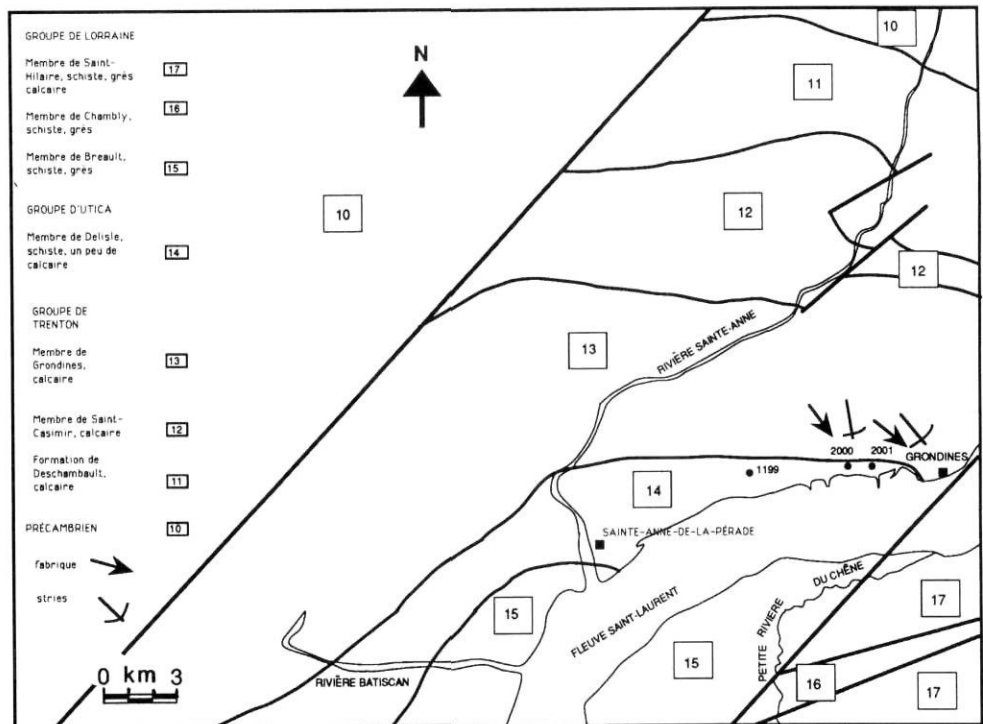 GROUPE DE LORRAINE
Membre de Saint-
Hilaire, schiste, grès
calcaire
17
16
Membre de Chambly,
schiste, grès
Membre de Breault,
schiste, grès
15
GROUPE D'UTICA
Membre de Delisle,
schiste, un peu de
calcaire
14
GROUPE DE
TRENTON
Membre de
Grondines,
calcaire
13
Membre de Saint-
Casimir, calcaire
12
Formation de
Deschambault,
calcaire
11
PRÉCAMBRIEN
10
fabrique
stries
0 km 3
N
10
11
10
12
12
13
RIVIÈRE SAINTE-ANNE
2000
2001
GRONDINES
1199
14
SAINTE-ANNE-DE-LA-PÉRADE
15
FLEUVE SAINT-LAURENT
PETITE RIVIÈRE DU CHÊNE
17
15
RIVIÈRE BATISCAN
16
17